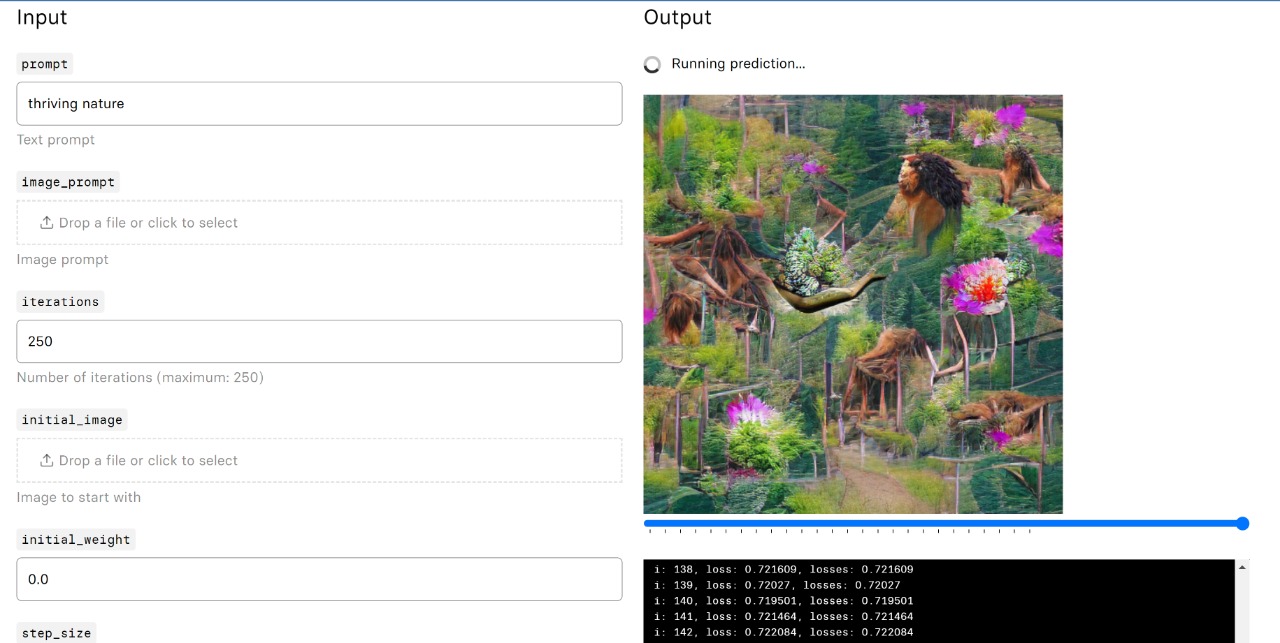 Input
prompt
thriving nature
Text prompt
image_prompt
Drop a file or click to select
Image prompt
iterations
250
Number of iterations (maximum: 250)
initial_image
Drop a file or click to select
Image to start with
initial_weight
0.0
step_size
Output
Running prediction...
i: 138, loss: 0.721609, losses: 0.721609
i: 139, loss: 0.72027, losses: 0.72027
i: 140, loss: 0.719501, losses: 0.719501
i: 141, loss: 0.721464, losses: 0.721464
i: 142, loss: 0.722084, losses: 0.722084